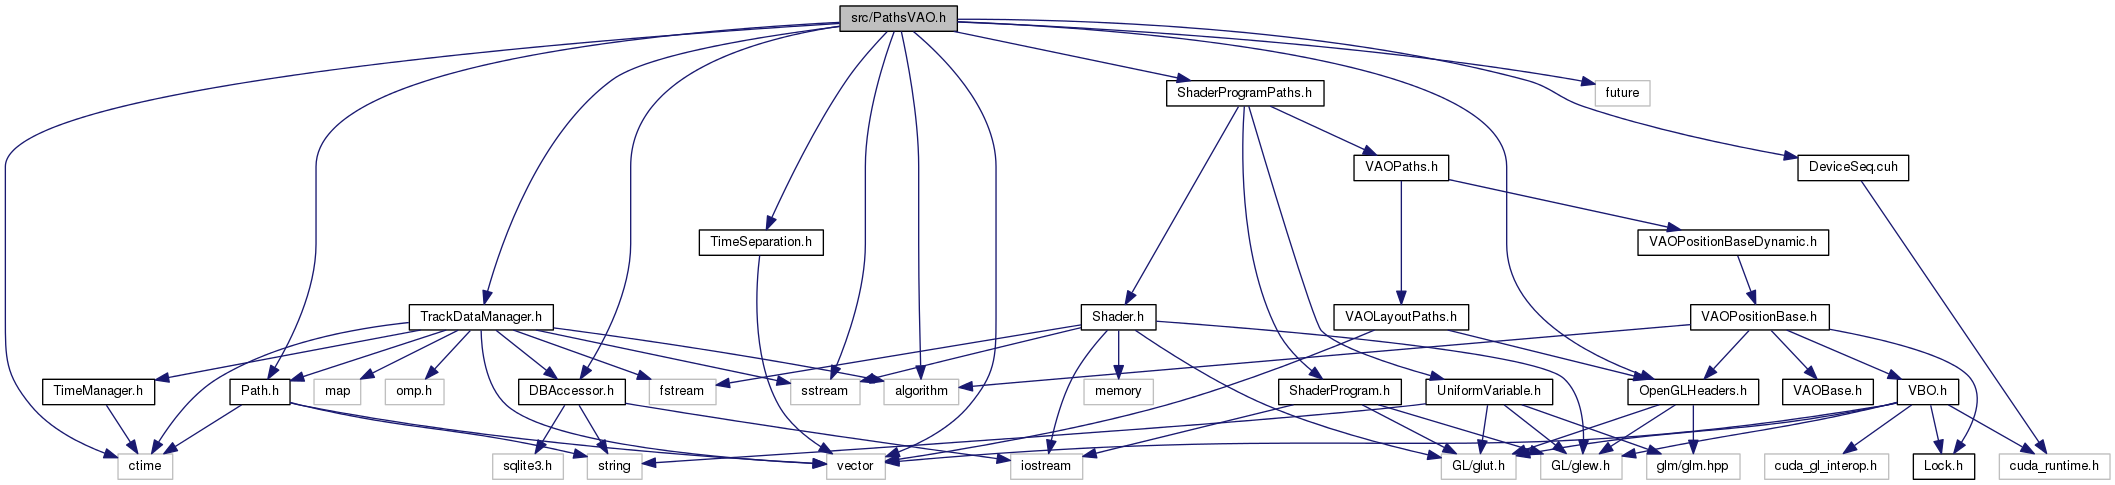 src/PathsVAO.h
ShaderProgramPaths.h
future
VAOPaths.h
DeviceSeq.cuh
TimeSeparation.h
VAOPositionBaseDynamic.h
TrackDataManager.h
Shader.h
VAOLayoutPaths.h
VAOPositionBase.h
TimeManager.h
Path.h
map
omp.h
DBAccessor.h
fstream
sstream
algorithm
memory
ShaderProgram.h
UniformVariable.h
OpenGLHeaders.h
VAOBase.h
VBO.h
ctime
sqlite3.h
string
vector
iostream
GL/glut.h
GL/glew.h
glm/glm.hpp
cuda_gl_interop.h
Lock.h
cuda_runtime.h